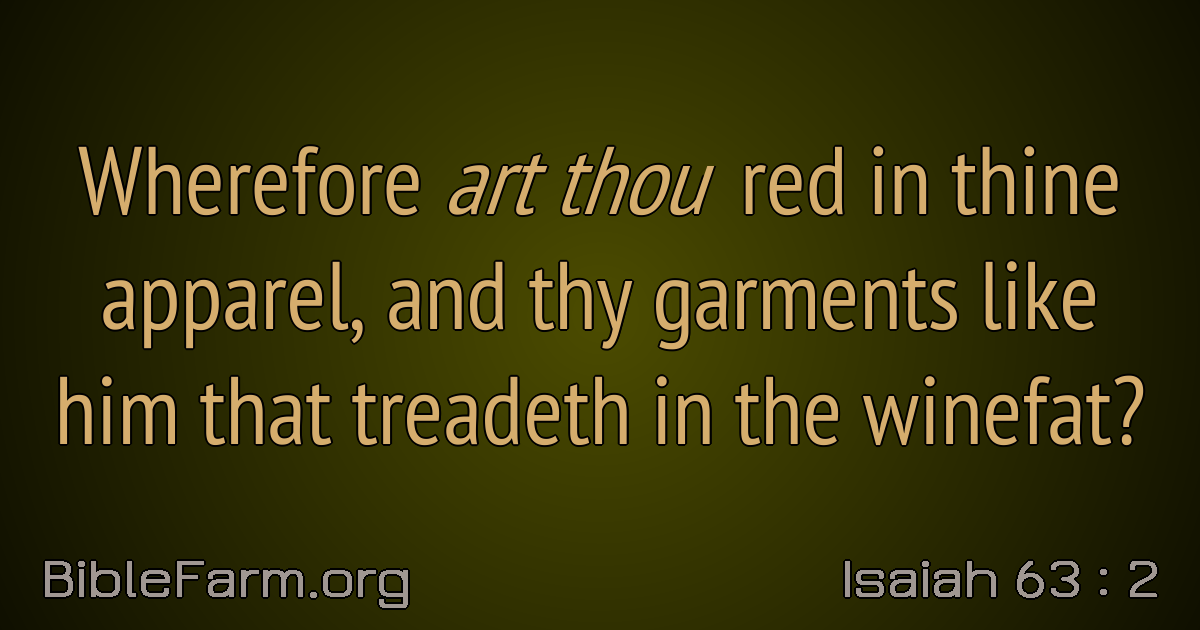 Wherefore art thou red in thine
apparel, and thy garments like
him that treadeth in the winefat?
BibleFarm.org
Isaiah 63 : 2